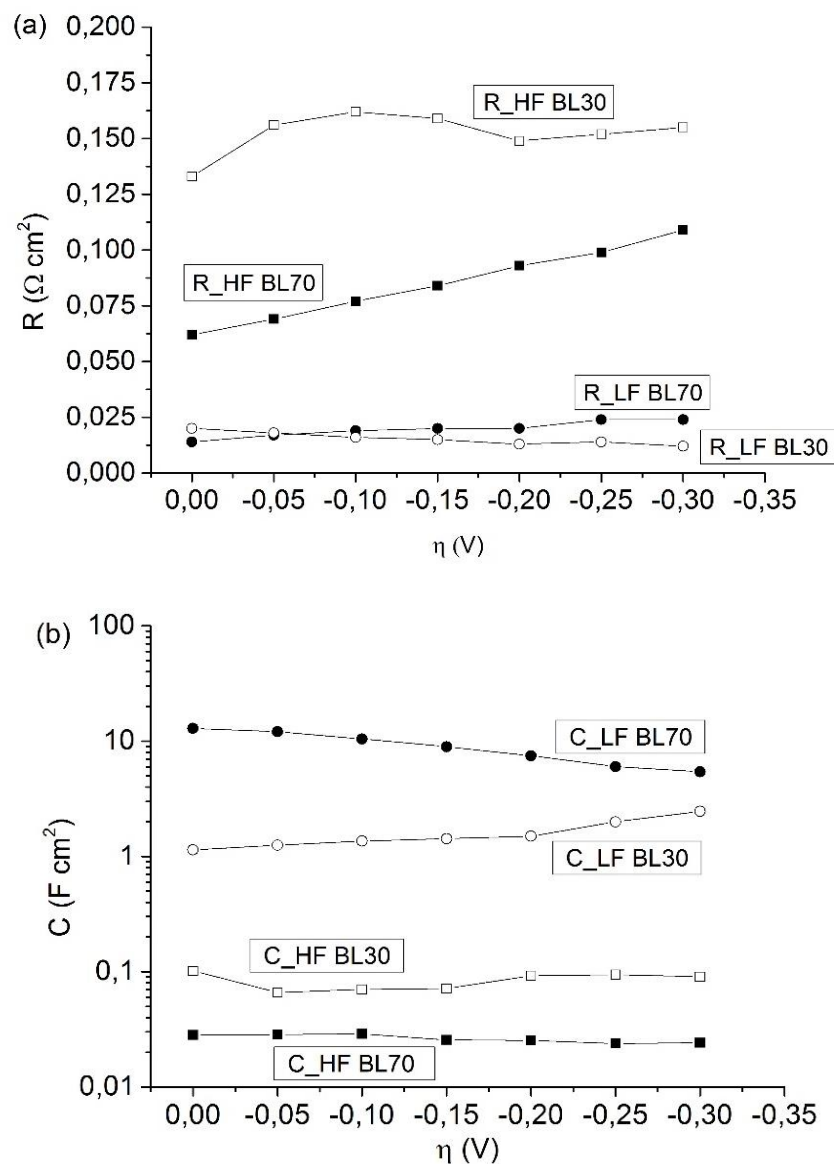 (a)
0,200
0,175
0,150
0,125
0,100
0,075
0,050
0,025
0,000
R (Ω cm²)
R_HF BL30
R_HF BL70
R_LF BL70
R_LF BL30
0,00 -0,05 -0,10 -0,15 -0,20 -0,25 -0,30 -0,35
η (V)
(b)
100
10
1
0,1
0,01
C (F cm²)
C_LF BL70
C_LF BL30
C_HF BL30
C_HF BL70
0,00 -0,05 -0,10 -0,15 -0,20 -0,25 -0,30 -0,35
η (V)